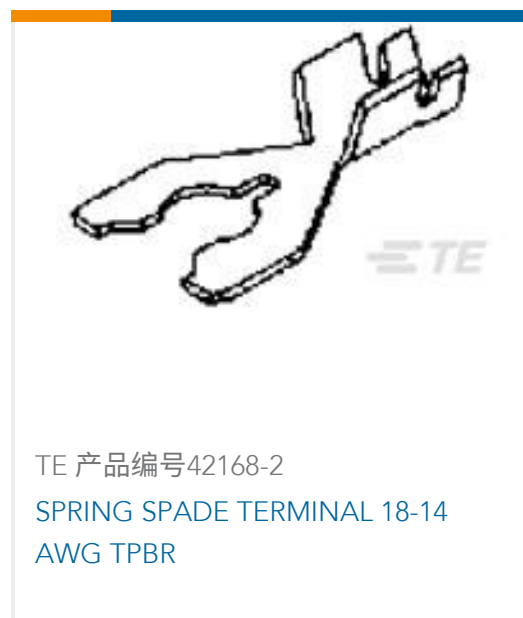 TE
TE 产品编号42168-2
SPRING SPADE TERMINAL 18-14
AWG TPBR